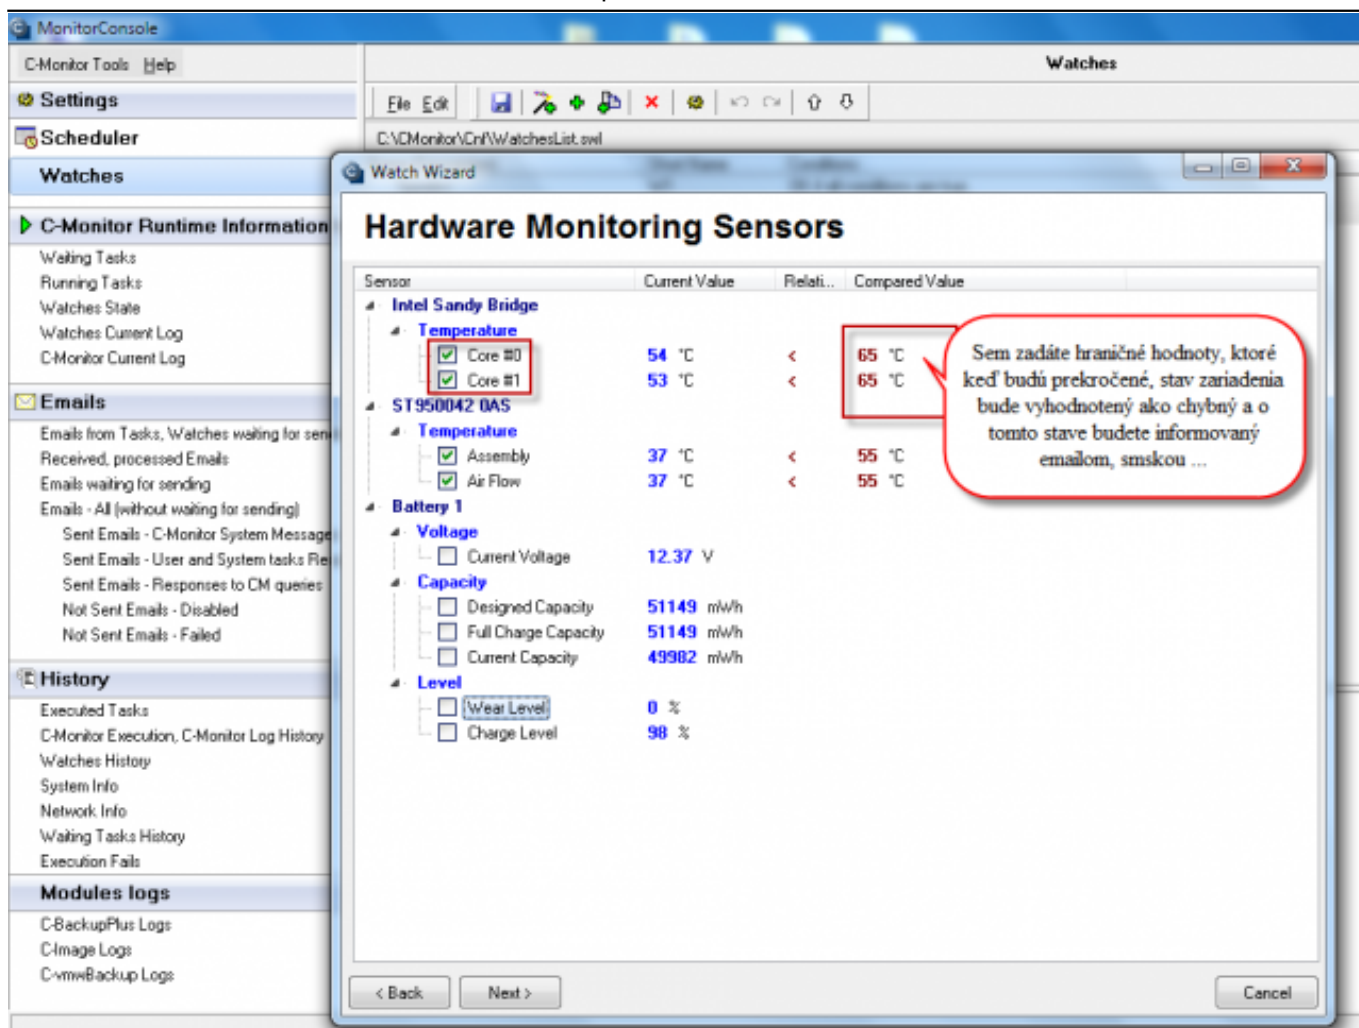 MonitorConsole
C-Monitor Tools Help
Watches
Settings
File Edit
Scheduler
C:\CMonitor\Cnf\WatchesList.swl
Watches
Watch Wizard
C-Monitor Runtime Information
Waiting Tasks
Running Tasks
Watches State
Watches Current Log
C-Monitor Current Log
Emails
Emails from Tasks, Watches waiting for sen
Received, processed Emails
Emails waiting for sending
Emails - All (without waiting for sending)
Sent Emails - C-Monitor System Message
Sent Emails - User and System tasks Re
Sent Emails - Responses to CM queries
Not Sent Emails - Disabled
Not Sent Emails - Failed
History
Executed Tasks
C-Monitor Execution, C-Monitor Log History
Watches History
System Info
Network Info
Waiting Tasks History
Execution Fails
Modules logs
C-BackupPlus Logs
C-Image Logs
C-vmwBackup Logs
Hardware Monitoring Sensors
Sensor Current Value Relati... Compared Value
Intel Sandy Bridge
Temperature
Core #0 54 °C < 65 °C
Core #1 53 °C < 65 °C
ST950042 0AS
Temperature
Assembly 37 °C < 55 °C
Air Flow 37 °C < 55 °C
Battery 1
Voltage
Current Voltage 12.37 V
Capacity
Designed Capacity 51149 mWh
Full Charge Capacity 51149 mWh
Current Capacity 49982 mWh
Level
Wear Level 0 %
Charge Level 98 %
Sem zadáte hraničné hodnoty, ktoré
keď budú prekročené, stav zariadenia
bude vyhodnotený ako chybný a o
tomto stave budete informovaný
emailom, smskou ...
< Back Next > Cancel